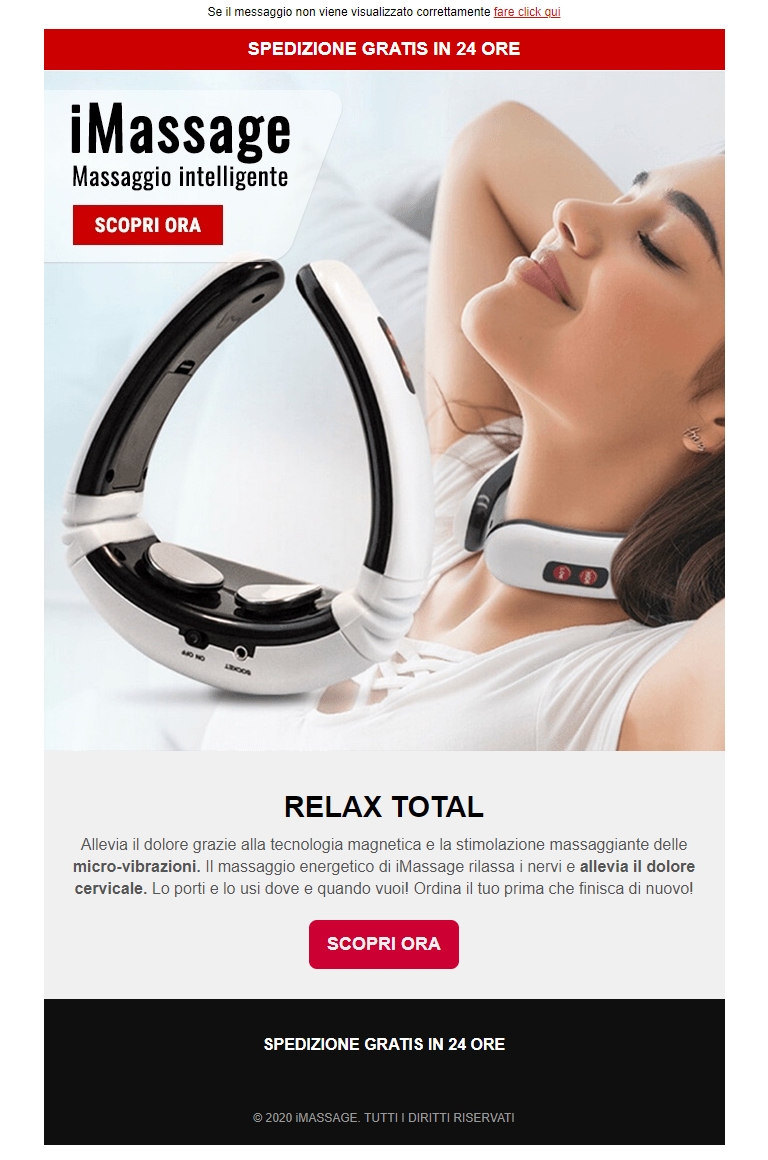 Se il messaggio non viene visualizzato correttamente fare click qui
SPEDIZIONE GRATIS IN 24 ORE
iMassage
Massaggio intelligente
SCOPRI ORA
ON OFF
SOCKET
RELAX TOTAL
Allevia il dolore grazie alla tecnologia magnetica e la stimolazione massaggiante delle
micro-vibrazioni. Il massaggio energetico di iMassage rilassa i nervi e allevia il dolore
cervicale. Lo porti e lo usi dove e quando vuoi! Ordina il tuo prima che finisca di nuovo!
SCOPRI ORA
SPEDIZIONE GRATIS IN 24 ORE
© 2020 iMASSAGE. TUTTI I DIRITTI RISERVATI